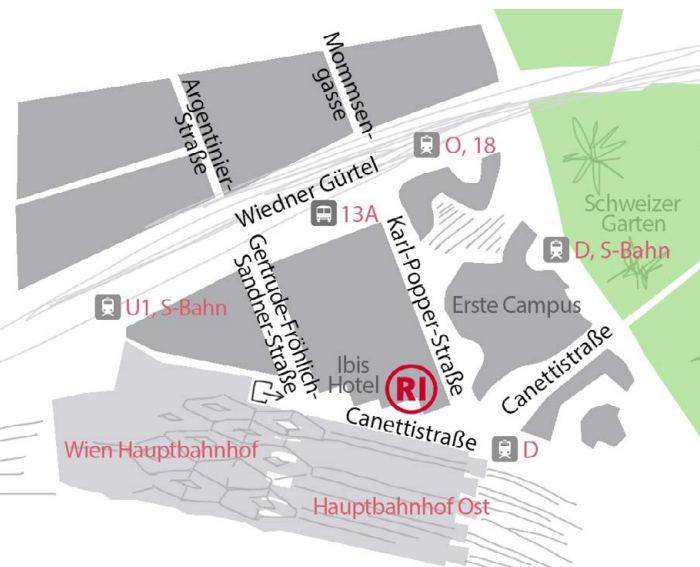 Mommsen-
gasse
Argentinier-
Straße
O, 18
Wiedner Gürtel
13A
Schweizer
Garten
D, S-Bahn
Karl-Popper-Straße
Gertrude-Fröhlich-
Sandner-Straße
U1, S-Bahn
Erste Campus
Ibis
Hotel
RI
Canettistraße
Canettistraße
D
Wien Hauptbahnhof
Hauptbahnhof Ost